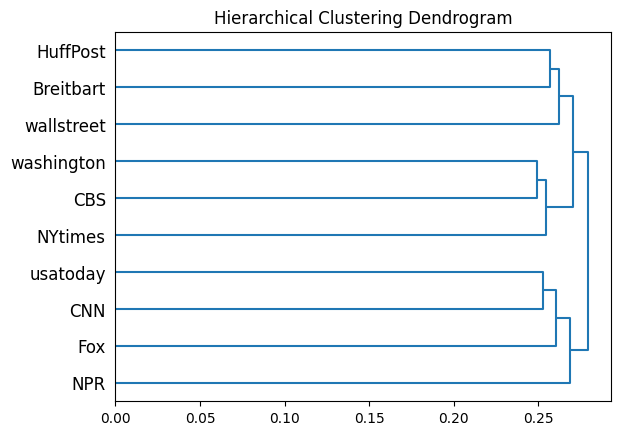 Hierarchical Clustering Dendrogram
HuffPost
Breitbart
wallstreet
washington
CBS
NYtimes
usatoday
CNN
Fox
NPR
0.00 0.05 0.10 0.15 0.20 0.25